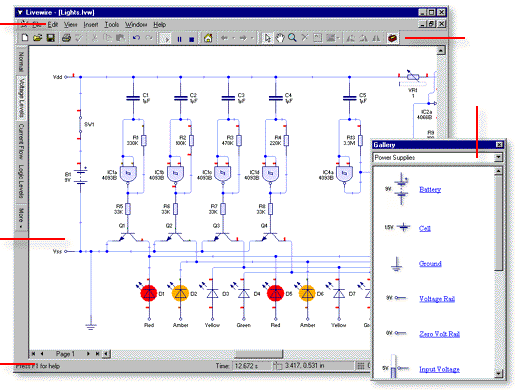 Livewire - [Lights.lvw]
File Edit View Insert Tools Window Help
Normal
Voltage Levels
Current Flow
Logic Levels
More
Vdd
SW1
B1
9V
Vss
C1
1µF
C2
1µF
C3
1µF
C4
1µF
C5
1µF
VR1
1
IC2a
4066B
R1
330K
R2
180K
R3
470K
R4
220K
R13
3.3M
IC1a
4093B
IC1b
4093B
IC1c
4093B
IC1d
4093B
IC4a
4093B
R5
33K
R6
33K
R7
33K
R8
33K
Q1
Q2
Q3
Q4
D1
D2
D3
D4
D5
D6
D7
Red
Amber
Yellow
Green
Red
Amber
Yellow
Page 1
Press F1 for help
Time: 12.672 s
3.417, 0.531 in
Gallery
Power Supplies
9V
Battery
1.5V
Cell
Ground
9V
Voltage Rail
0V
Zero Volt Rail
5V
Input Voltage